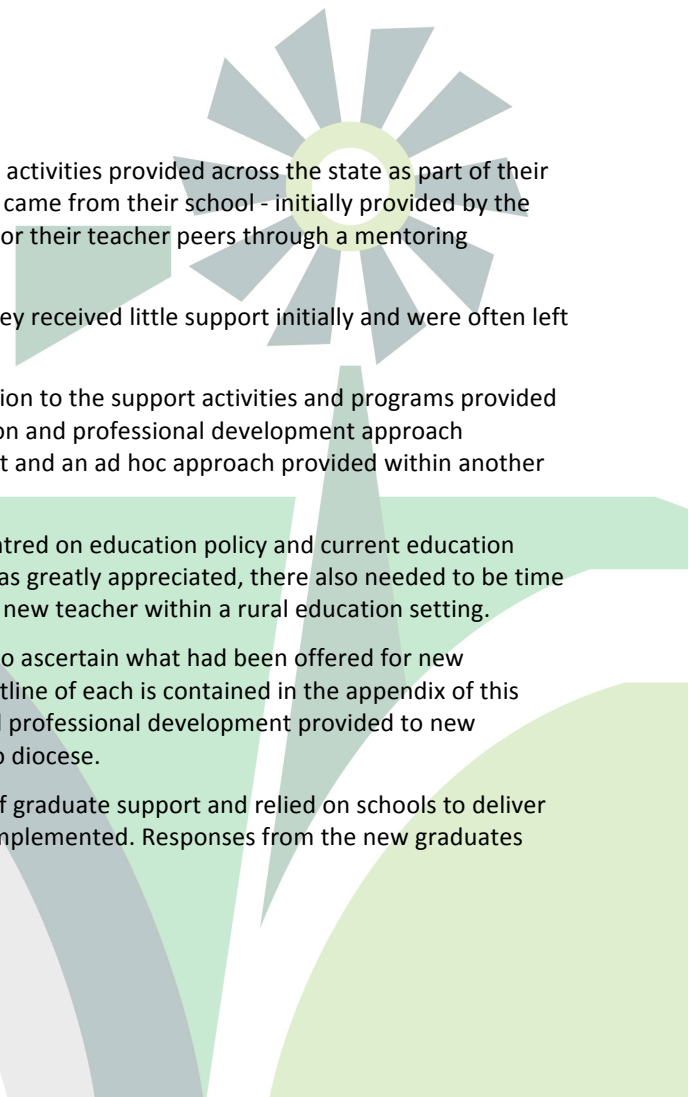 activities provided across the state as part of their
came from their school - initially provided by the
or their teacher peers through a mentoring
ey received little support initially and were often left
ion to the support activities and programs provided
on and professional development approach
t and an ad hoc approach provided within another
tred on education policy and current education
as greatly appreciated, there also needed to be time
new teacher within a rural education setting.
o ascertain what had been offered for new
tline of each is contained in the appendix of this
l professional development provided to new
o diocese.
f graduate support and relied on schools to deliver
mplemented. Responses from the new graduates